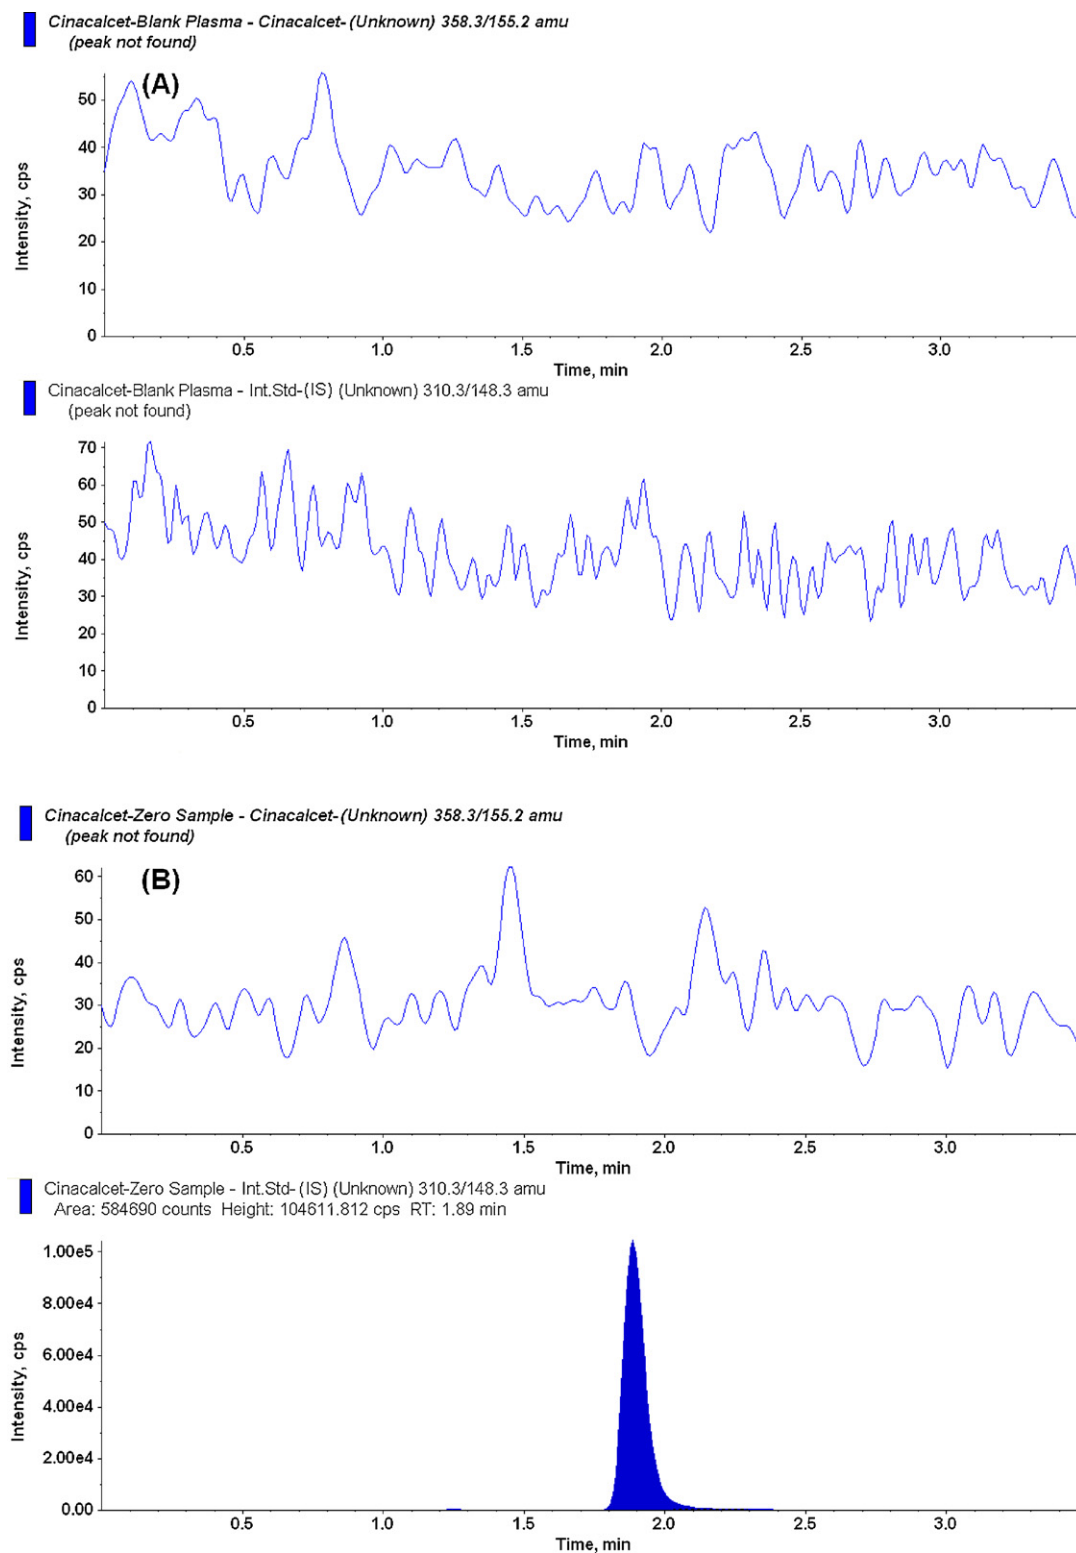 Cinacalcet-Blank Plasma - Cinacalcet-(Unknown) 358.3/155.2 amu
(peak not found)
(A)
50
40
30
20
10
0
Intensity, cps
0.5 1.0 1.5 2.0 2.5 3.0
Time, min
Cinacalcet-Blank Plasma - Int.Std-(IS) (Unknown) 310.3/148.3 amu
(peak not found)
70
60
50
40
30
20
10
0
Intensity, cps
0.5 1.0 1.5 2.0 2.5 3.0
Time, min
Cinacalcet-Zero Sample - Cinacalcet-(Unknown) 358.3/155.2 amu
(peak not found)
(B)
60
50
40
30
20
10
0
Intensity, cps
0.5 1.0 1.5 2.0 2.5 3.0
Time, min
Cinacalcet-Zero Sample - Int.Std-(IS) (Unknown) 310.3/148.3 amu
Area: 584690 counts Height: 104611.812 cps RT: 1.89 min
1.00e5
8.00e4
6.00e4
4.00e4
2.00e4
0.00
Intensity, cps
0.5 1.0 1.5 2.0 2.5 3.0
Time, min